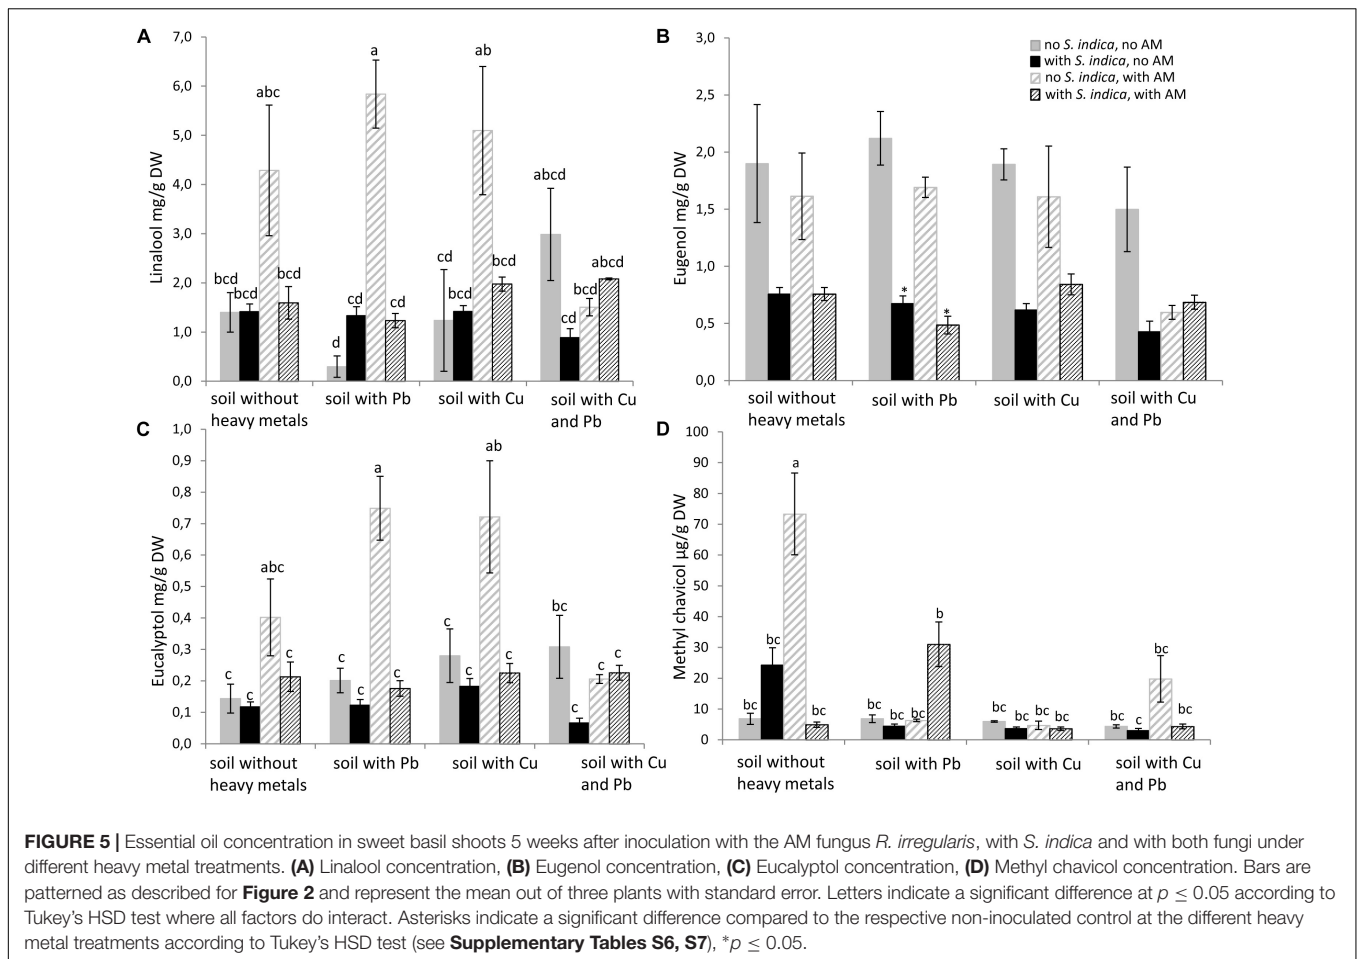 A
7,0
6,0
5,0
4,0
3,0
2,0
1,0
0,0
Linalool mg/g DW
bcd
bcd
abc
bcd
d
cd
a
cd
cd
bcd
ab
bcd
abcd
cd
bcd
abcd
soil without
heavy metals
soil with Pb
soil with Cu
soil with Cu
and Pb
B
3,0
2,5
2,0
1,5
1,0
0,5
0,0
Eugenol mg/g DW
no S. indica, no AM
with S. indica, no AM
no S. indica, with AM
with S. indica, with AM
*
*
soil without
heavy metals
soil with Pb
soil with Cu
soil with Cu
and Pb
C
1,0
0,9
0,8
0,7
0,6
0,5
0,4
0,3
0,2
0,1
0,0
Eucalyptol mg/g DW
c
c
abc
c
c
c
a
c
c
c
ab
c
bc
c
c
c
soil without
heavy metals
soil with Pb
soil with Cu
soil with Cu
and Pb
D
100
90
80
70
60
50
40
30
20
10
0
Methyl chavicol µg/g DW
bc
bc
a
bc
bc
bc
bc
b
bc
bc
bc
bc
bc
c
bc
bc
soil without
heavy metals
soil with Pb
soil with Cu
soil with Cu
and Pb
FIGURE 5 | Essential oil concentration in sweet basil shoots 5 weeks after inoculation with the AM fungus R. irregularis, with S. indica and with both fungi under
different heavy metal treatments. (A) Linalool concentration, (B) Eugenol concentration, (C) Eucalyptol concentration, (D) Methyl chavicol concentration. Bars are
patterned as described for Figure 2 and represent the mean out of three plants with standard error. Letters indicate a significant difference at p ≤ 0.05 according to
Tukey's HSD test where all factors do interact. Asterisks indicate a significant difference compared to the respective non-inoculated control at the different heavy
metal treatments according to Tukey's HSD test (see Supplementary Tables S6, S7), *p ≤ 0.05.